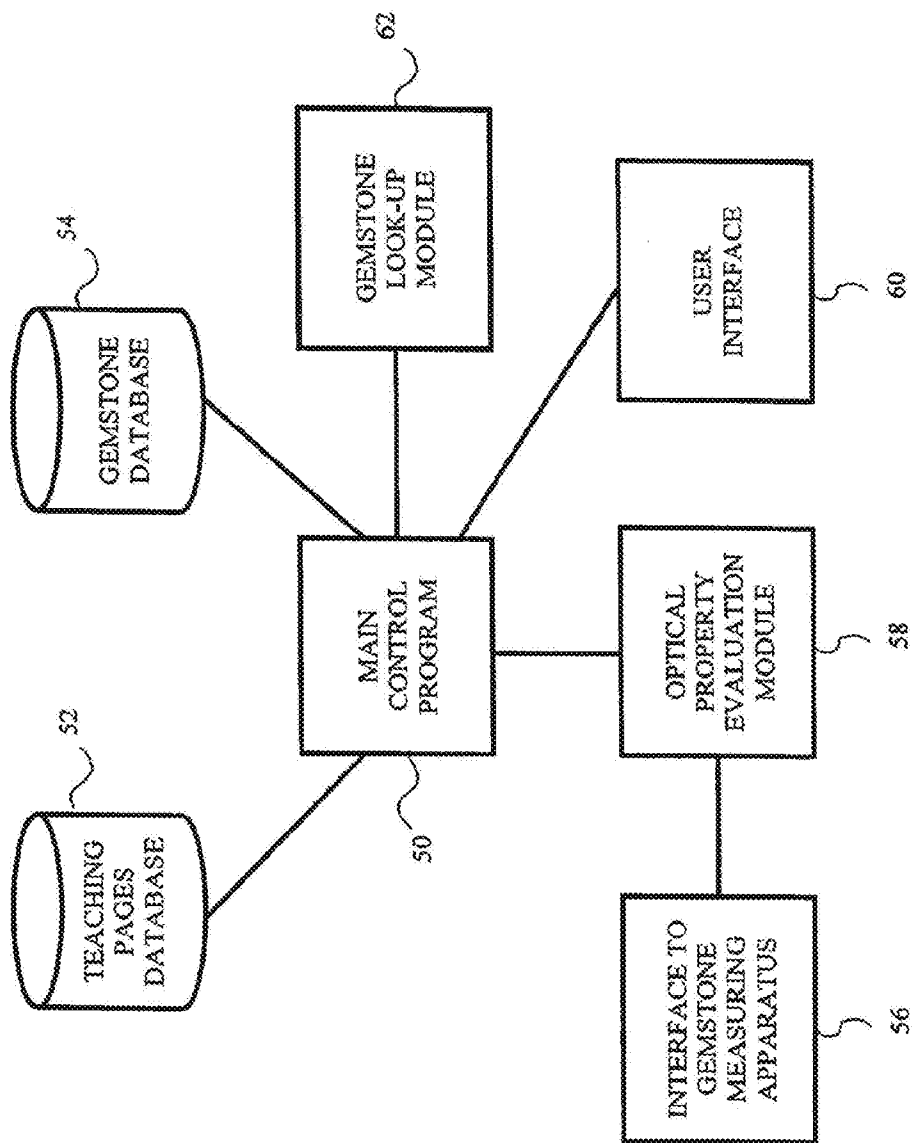 52
TEACHING
PAGES
DATABASE
54
GEMSTONE
DATABASE
50
MAIN
CONTROL
PROGRAM
62
GEMSTONE
LOOK-UP
MODULE
56
INTERFACE TO
GEMSTONE
MEASURING
APPARATUS
58
OPTICAL
PROPERTY
EVALUATION
MODULE
60
USER
INTERFACE